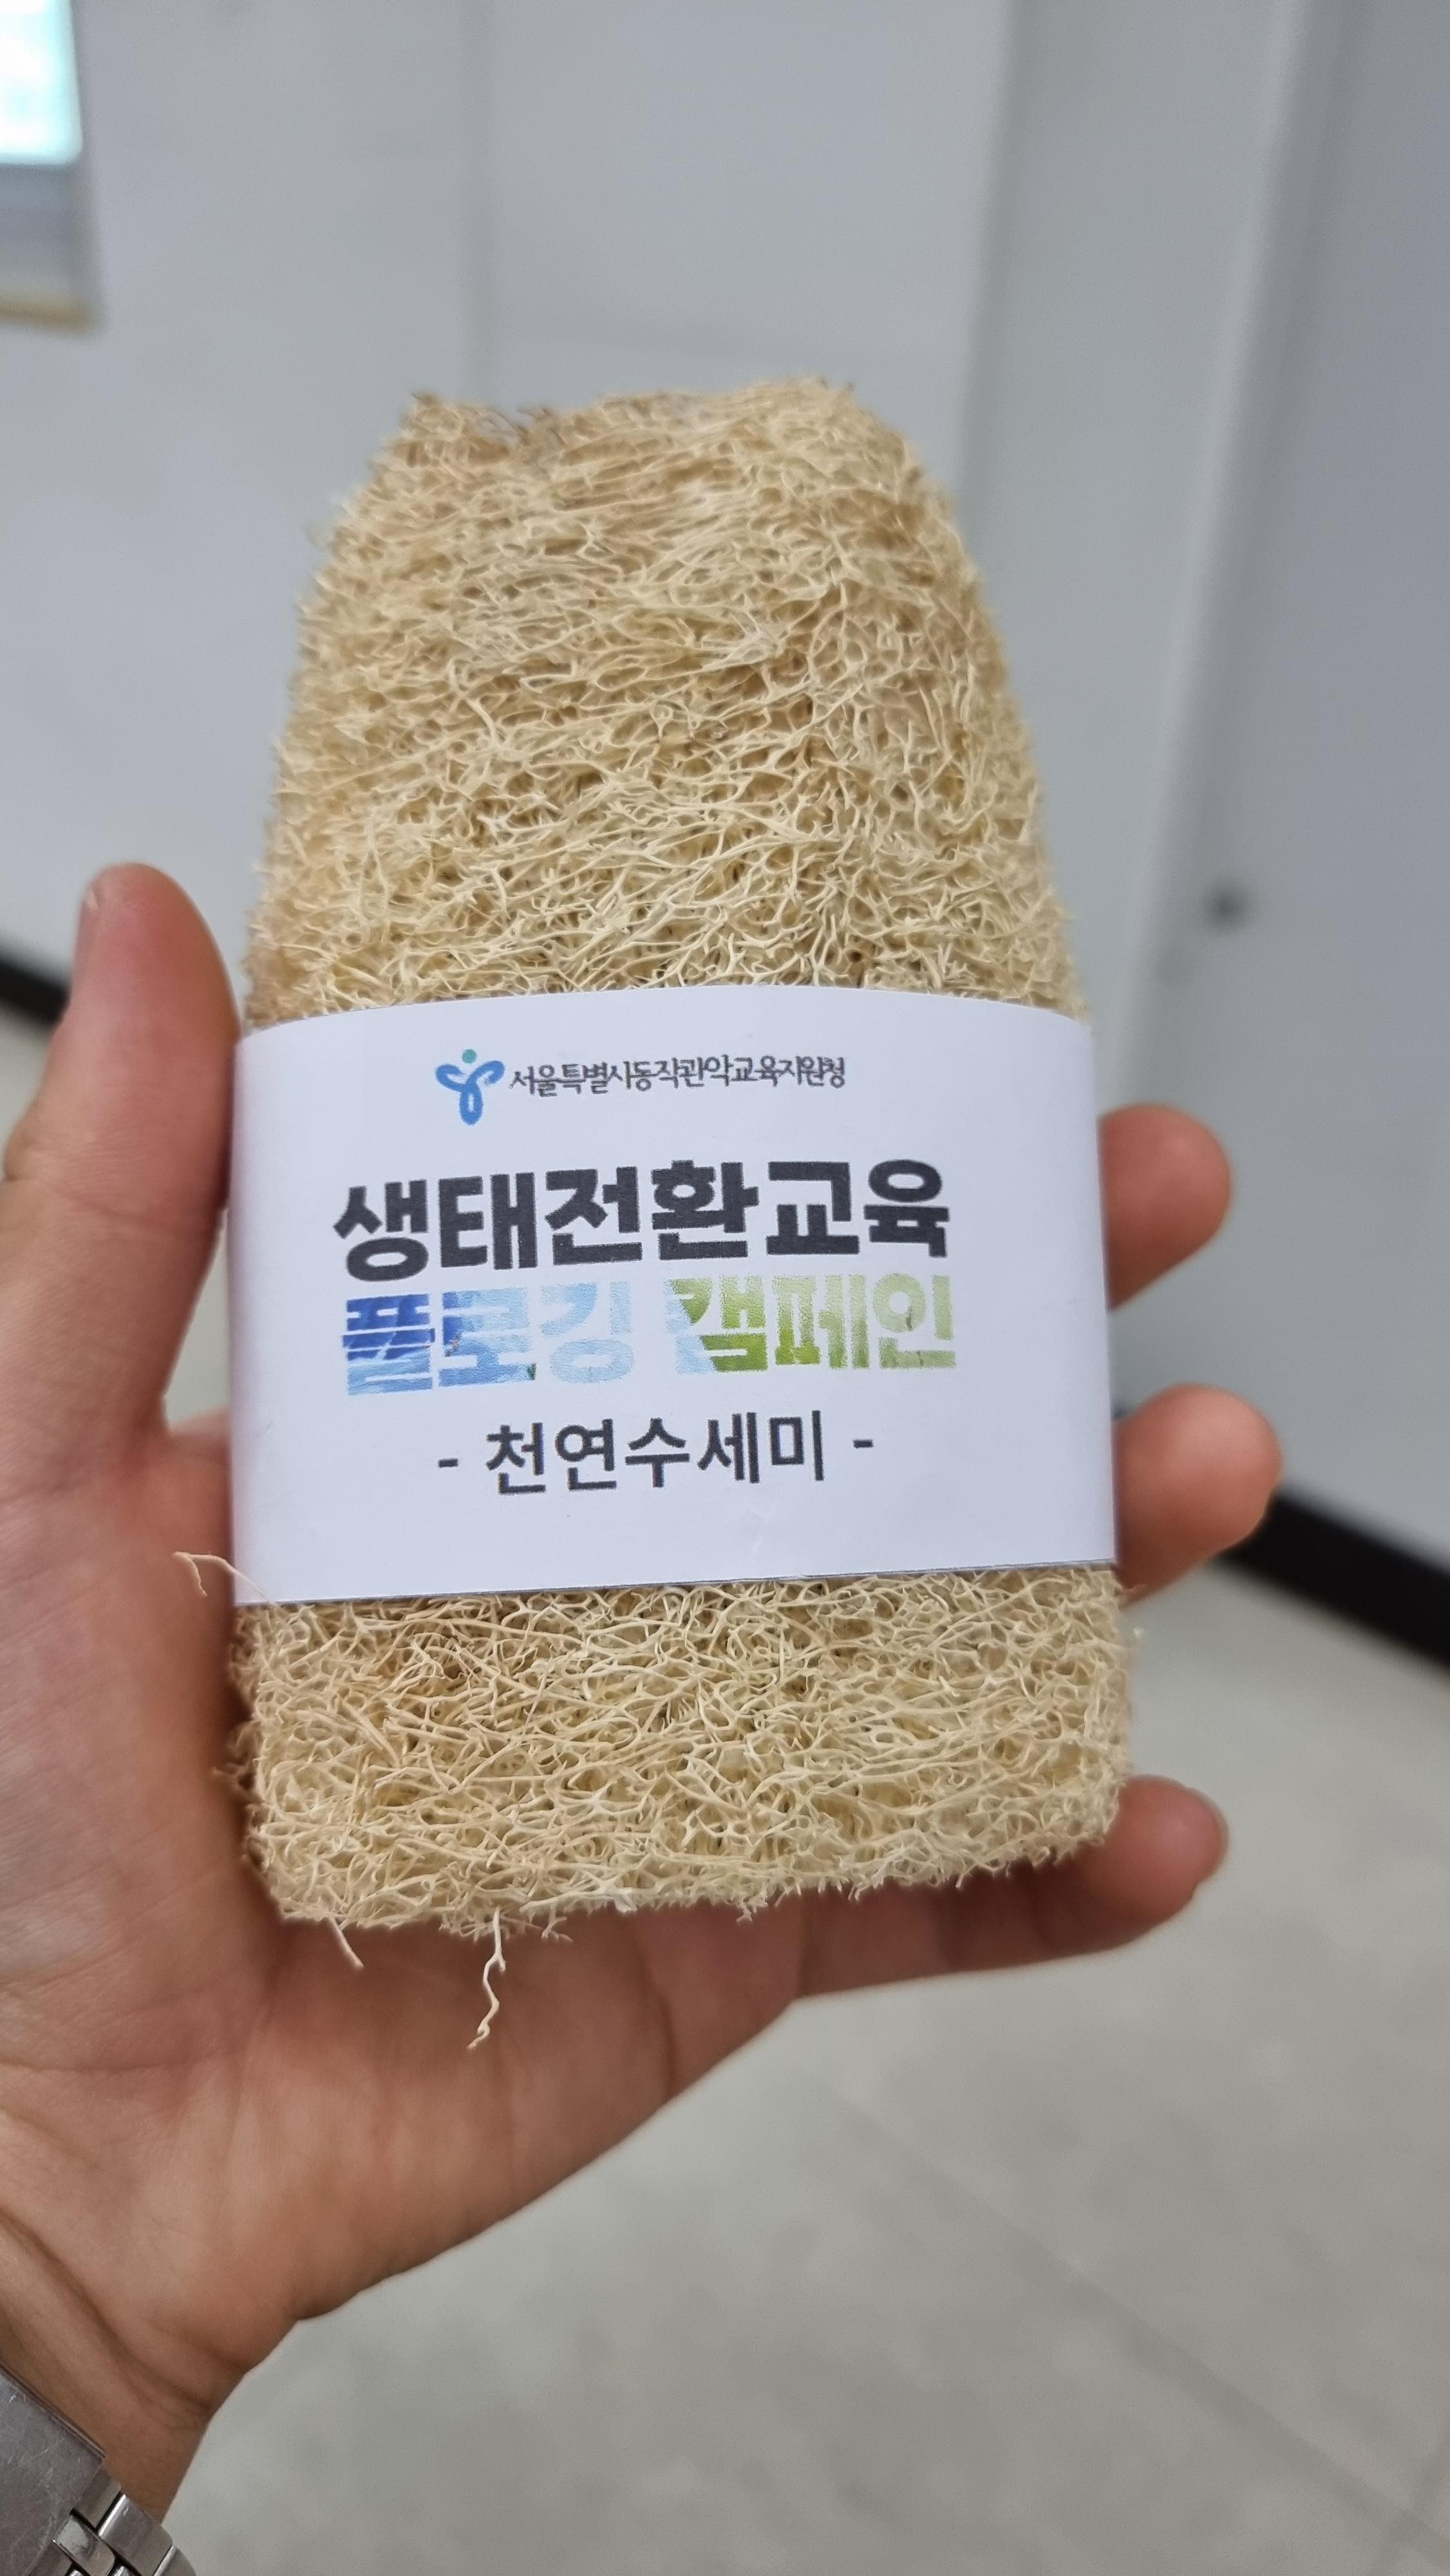 서울특별시동작관악교육지원청
생태전환교육
플로깅 캠페인
- 천연수세미 -